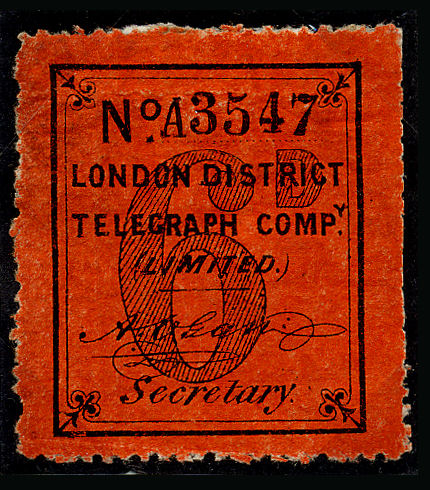 No. A3547
6D
LONDON DISTRICT
TELEGRAPH COMPY.
(LIMITED.)
Secretary.